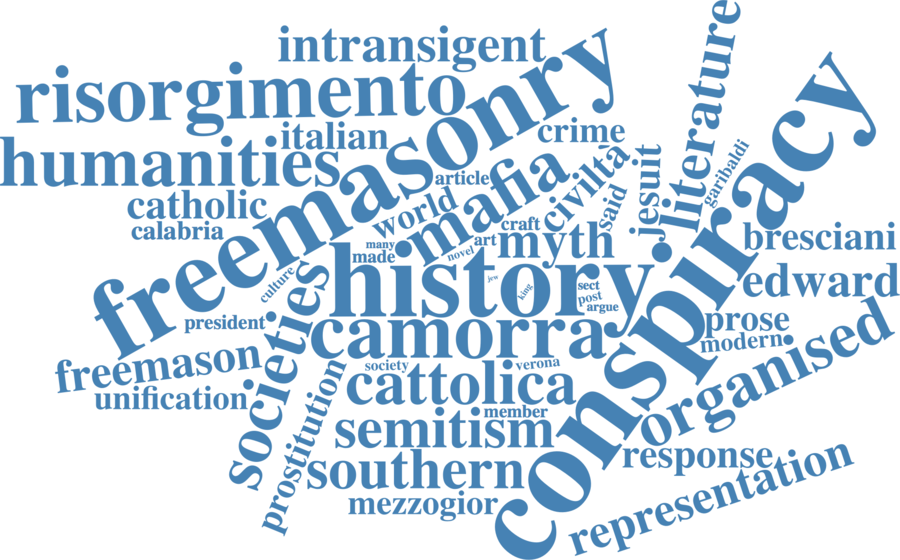 intransigent
risorgimento
literature
freemasonry
conspiracy
italian
crime
humanities
mafia
civiltà
jesuit
garibaldi
article
catholic
world
said
calabria
craft
many
art
myth
bresciani
made
novel
history
culture
jew
king
sect
post
argue
edward
societies
president
camorra
prose
modern
freemason
society
verona
organised
unification
prostitution
cattolica
member
semitism
southern
response
mezzogior
representation